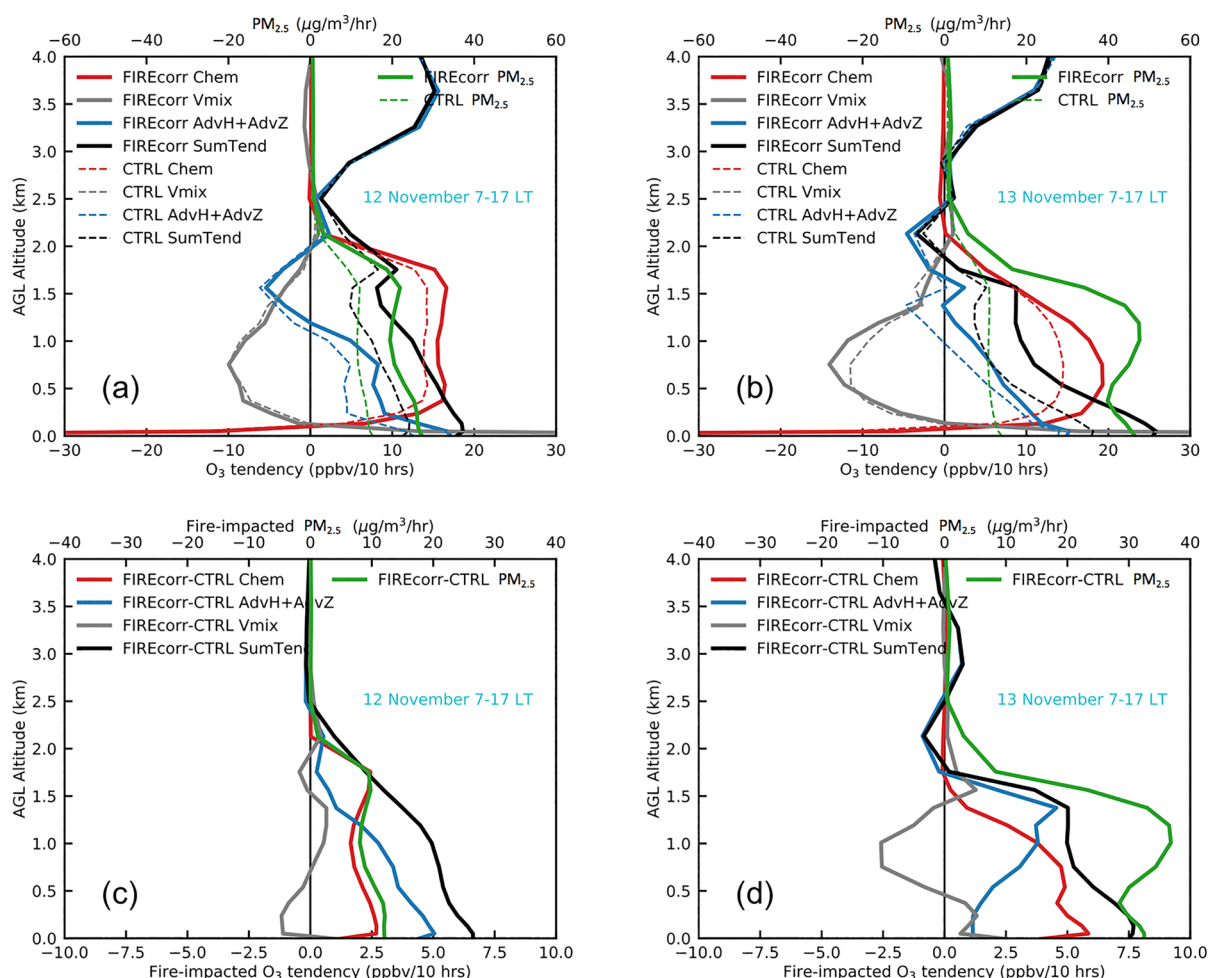 PM2.5 (μg/m³/hr)
−60 −40 −20 0 20 40 60
4.0
3.5
3.0
2.5
2.0
1.5
1.0
0.5
0.0
AGL Altitude (km)
FIREcorr Chem
FIREcorr Vmix
FIREcorr AdvH+AdvZ
FIREcorr SumTend
CTRL Chem
CTRL Vmix
CTRL AdvH+AdvZ
CTRL SumTend
FIREcorr PM2.5
CTRL PM2.5
12 November 7-17 LT
(a)
−30 −20 −10 0 10 20 30
O3 tendency (ppbv/10 hrs)
PM2.5 (μg/m³/hr)
−60 −40 −20 0 20 40 60
4.0
3.5
3.0
2.5
2.0
1.5
1.0
0.5
0.0
AGL Altitude (km)
FIREcorr Chem
FIREcorr Vmix
FIREcorr AdvH+AdvZ
FIREcorr SumTend
CTRL Chem
CTRL Vmix
CTRL AdvH+AdvZ
CTRL SumTend
FIREcorr PM2.5
CTRL PM2.5
13 November 7-17 LT
(b)
−30 −20 −10 0 10 20 30
O3 tendency (ppbv/10 hrs)
Fire-impacted PM2.5 (μg/m³/hr)
−40 −30 −20 −10 0 10 20 30 40
4.0
3.5
3.0
2.5
2.0
1.5
1.0
0.5
0.0
AGL Altitude (km)
FIREcorr-CTRL Chem
FIREcorr-CTRL AdvH+AdvZ
FIREcorr-CTRL Vmix
FIREcorr-CTRL SumTend
FIREcorr-CTRL PM2.5
12 November 7-17 LT
(c)
−10.0 −7.5 −5.0 −2.5 0.0 2.5 5.0 7.5 10.0
Fire-impacted O3 tendency (ppbv/10 hrs)
Fire-impacted PM2.5 (μg/m³/hr)
−40 −30 −20 −10 0 10 20 30 40
4.0
3.5
3.0
2.5
2.0
1.5
1.0
0.5
0.0
AGL Altitude (km)
FIREcorr-CTRL Chem
FIREcorr-CTRL AdvH+AdvZ
FIREcorr-CTRL Vmix
FIREcorr-CTRL SumTend
FIREcorr-CTRL PM2.5
13 November 7-17 LT
(d)
−10.0 −7.5 −5.0 −2.5 0.0 2.5 5.0 7.5 10.0
Fire-impacted O3 tendency (ppbv/10 hrs)